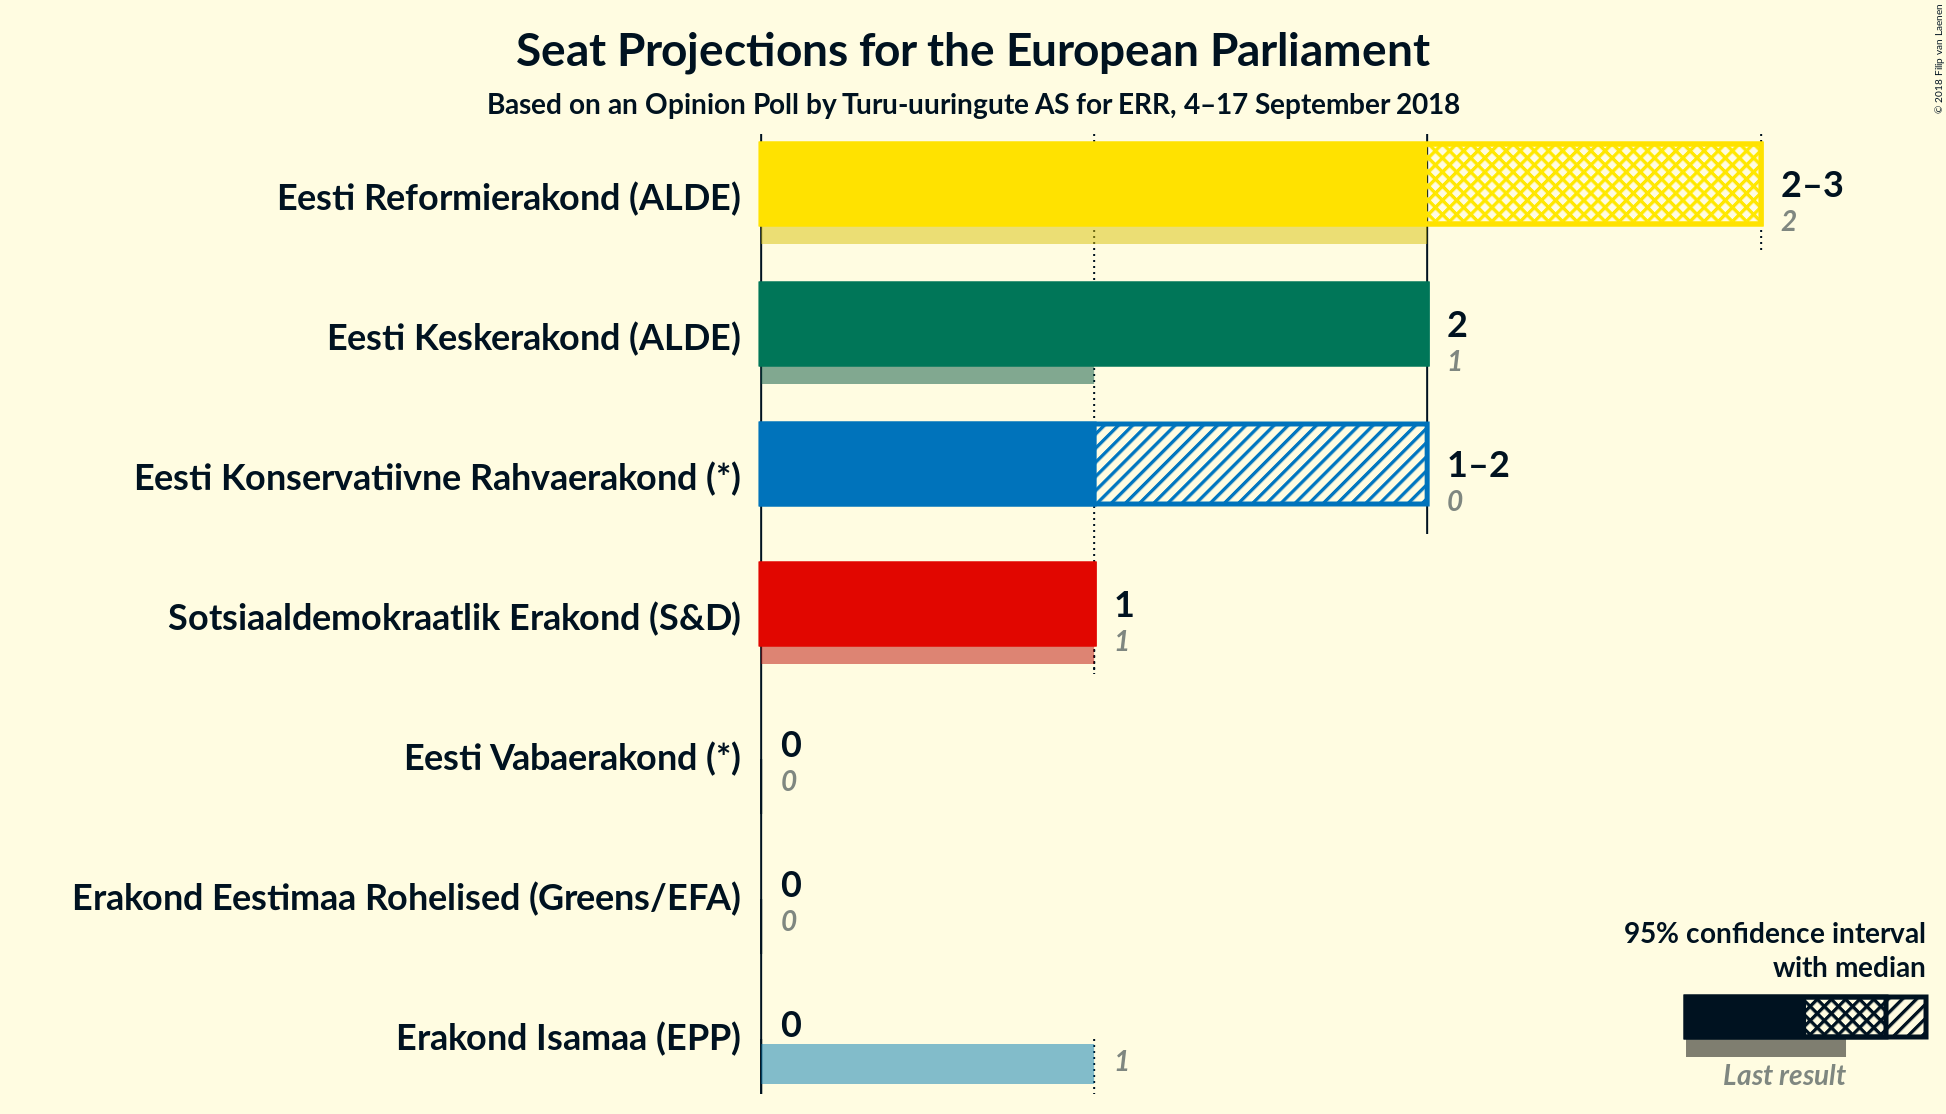 Seat Projections for the European Parliament
Based on an Opinion Poll by Turu-uuringute AS for ERR, 4–17 September 2018
© 2018 Filip van Laenen
Eesti Reformierakond (ALDE)
2–3
2
Eesti Keskerakond (ALDE)
2
1
Eesti Konservatiivne Rahvaerakond (*)
1–2
0
Sotsiaaldemokraatlik Erakond (S&D)
1
1
Eesti Vabaerakond (*)
0
0
Erakond Eestimaa Rohelised (Greens/EFA)
0
0
Erakond Isamaa (EPP)
0
1
95% confidence interval
with median
Last result